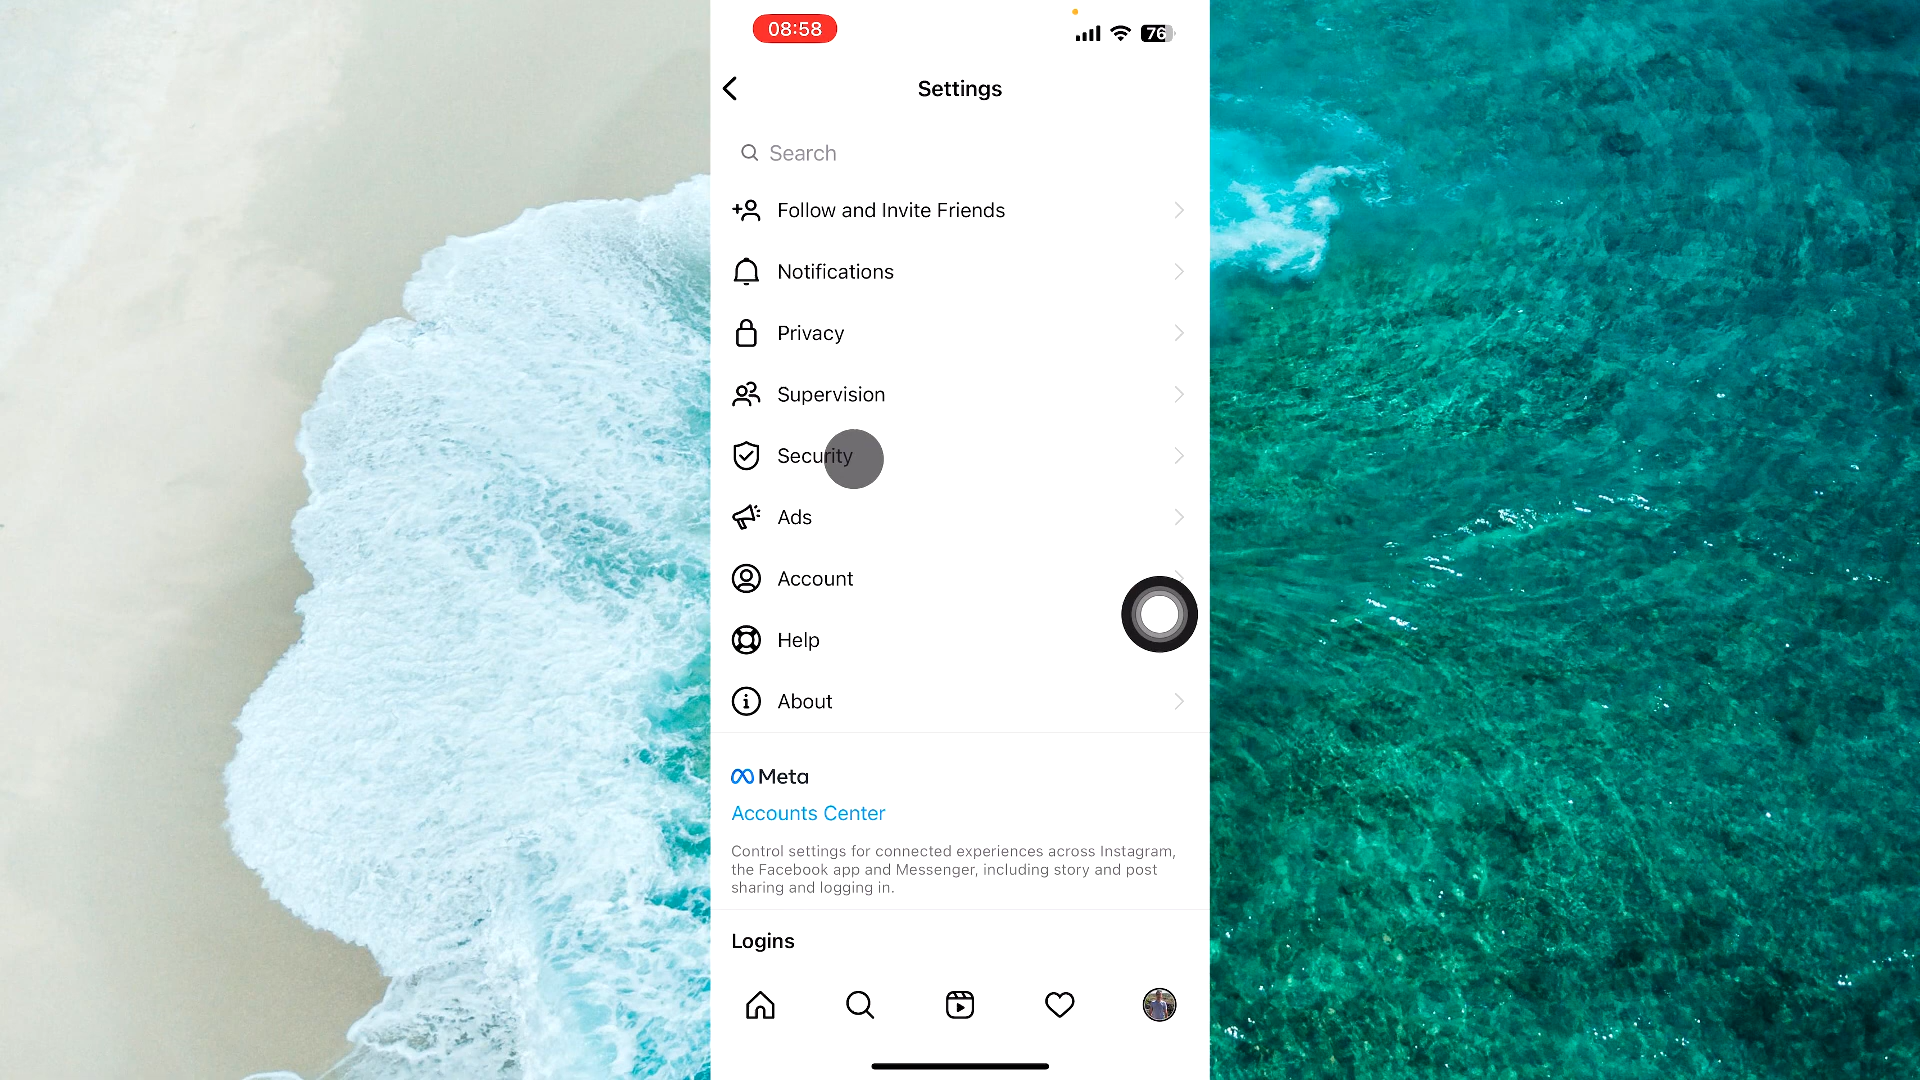 08:58
76
Settings
Search
Follow and Invite Friends
Notifications
Privacy
Supervision
Security
Ads
Account
Help
About
Meta
Accounts Center
Control settings for connected experiences across Instagram,
the Facebook app and Messenger, including story and post
sharing and logging in.
Logins